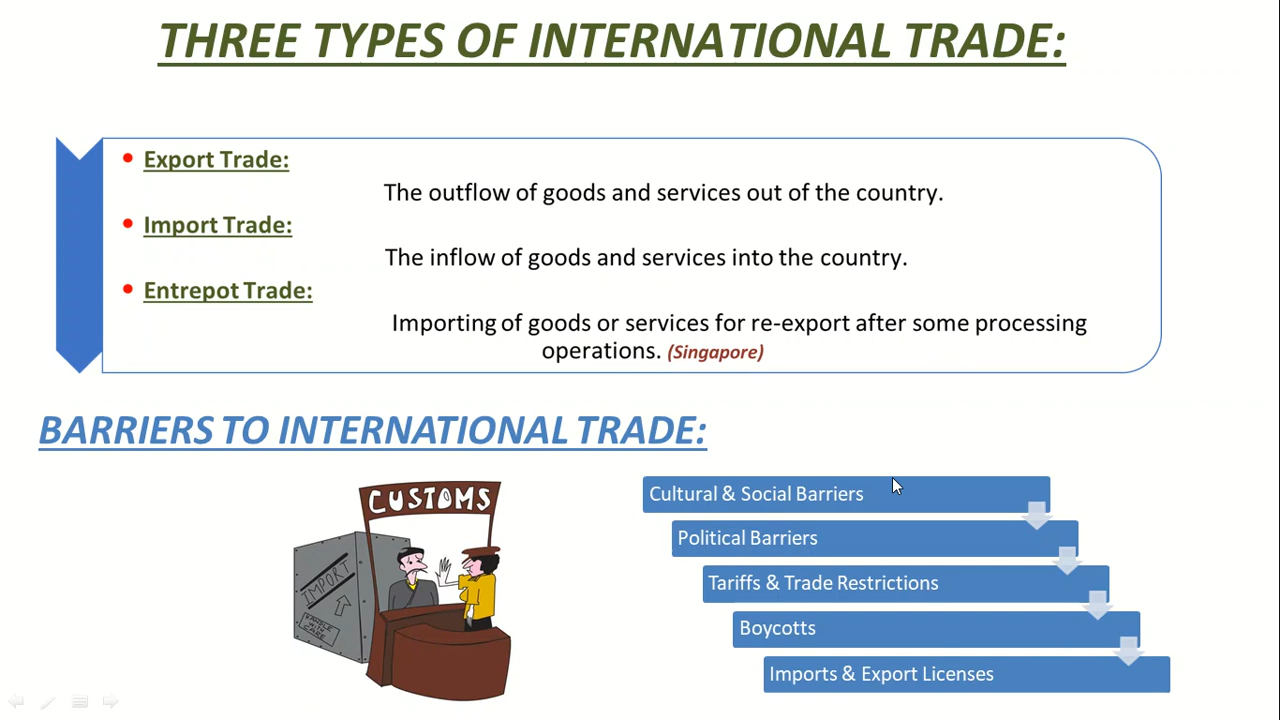 THREE TYPES OF INTERNATIONAL TRADE:
• Export Trade:
The outflow of goods and services out of the country.
• Import Trade:
The inflow of goods and services into the country.
• Entrepot Trade:
Importing of goods or services for re-export after some processing
operations. (Singapore)
BARRIERS TO INTERNATIONAL TRADE:
CUSTOMS
IMPORT
HANDLE
WITH
CARE
Cultural & Social Barriers
Political Barriers
Tariffs & Trade Restrictions
Boycotts
Imports & Export Licenses